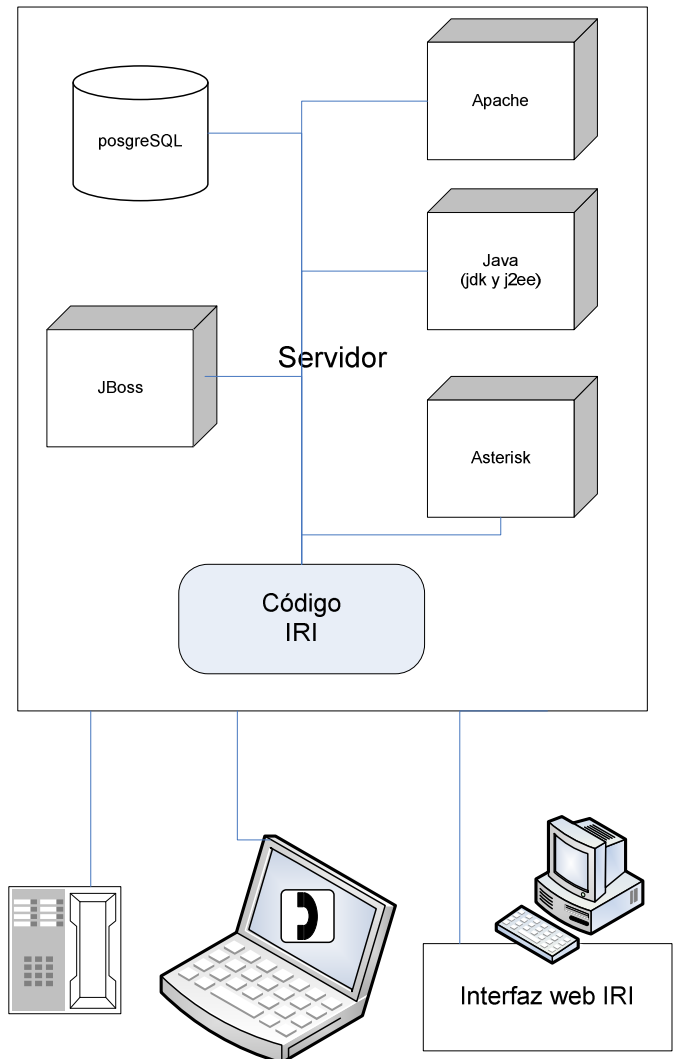 posgreSQL
Apache
Java
(jdk y j2ee)
Servidor
JBoss
Asterisk
Código
IRI
Interfaz web IRI